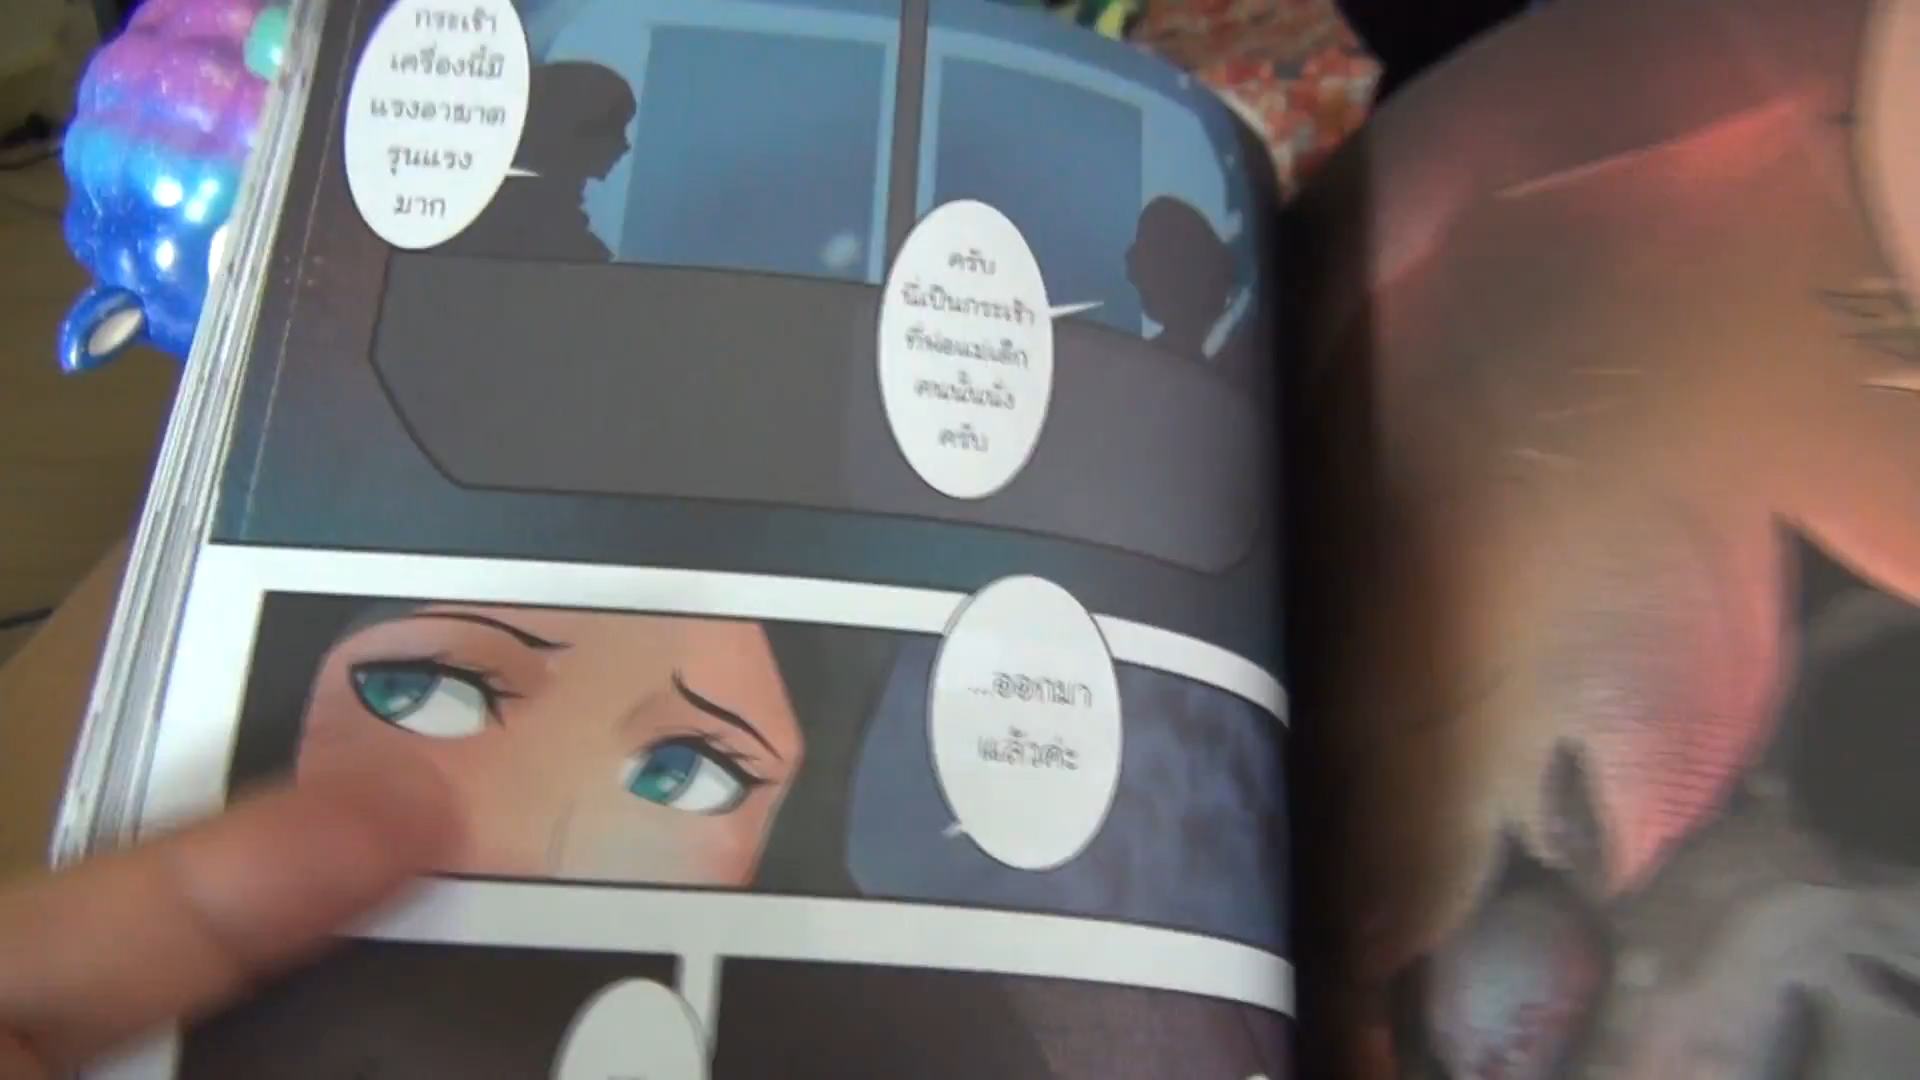 กระเช้า
เครื่องนี้มี
แรงอาฆาต
รุนแรง
มาก
ครับ
นี่เป็นกระเช้า
ที่พ่อแม่เด็ก
คนนั้นนั่ง
ครับ
...ออกมา
แล้วค่ะ